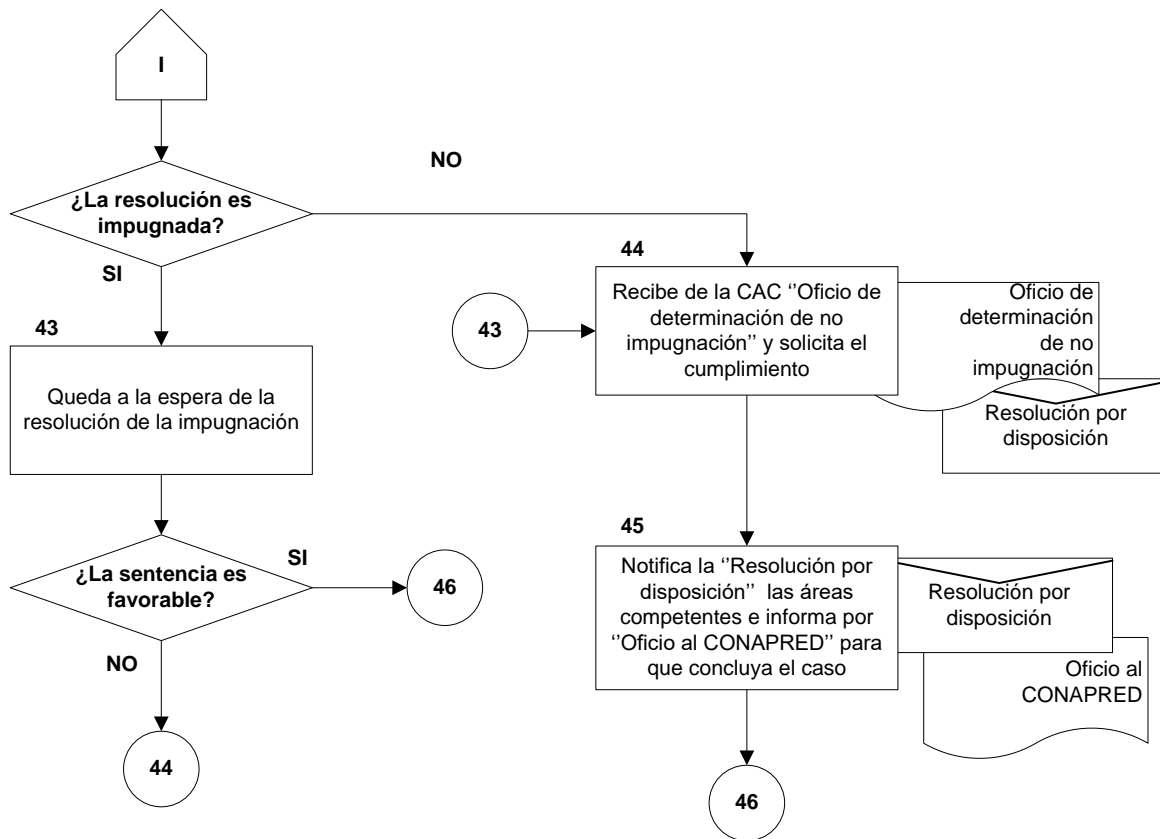 I
¿La resolución es
impugnada?
NO
SI
43
Queda a la espera de la
resolución de la impugnación
¿La sentencia es
favorable?
SI
46
NO
44
44
43
Recibe de la CAC ‘‘Oficio de
determinación de no
impugnación’’ y solicita el
cumplimiento
Oficio de
determinación
de no
impugnación
Resolución por
disposición
45
Notifica la ‘‘Resolución por
disposición’’ las áreas
competentes e informa por
‘‘Oficio al CONAPRED’’ para
que concluya el caso
Resolución por
disposición
Oficio al
CONAPRED
46